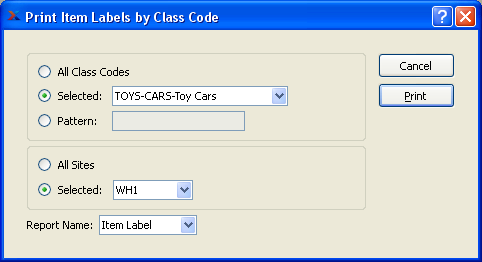 Print Item Labels by Class Code
All Class Codes
Selected: TOYS-CARS-Toy Cars
Pattern:
All Sites
Selected: WH1
Report Name: Item Label
Cancel
Print